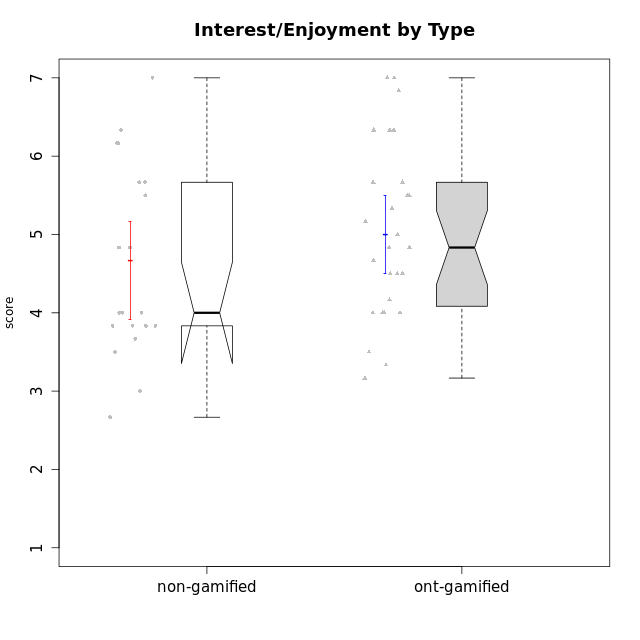 Interest/Enjoyment by Type
score
7
6
5
4
3
2
1
non-gamified
ont-gamified